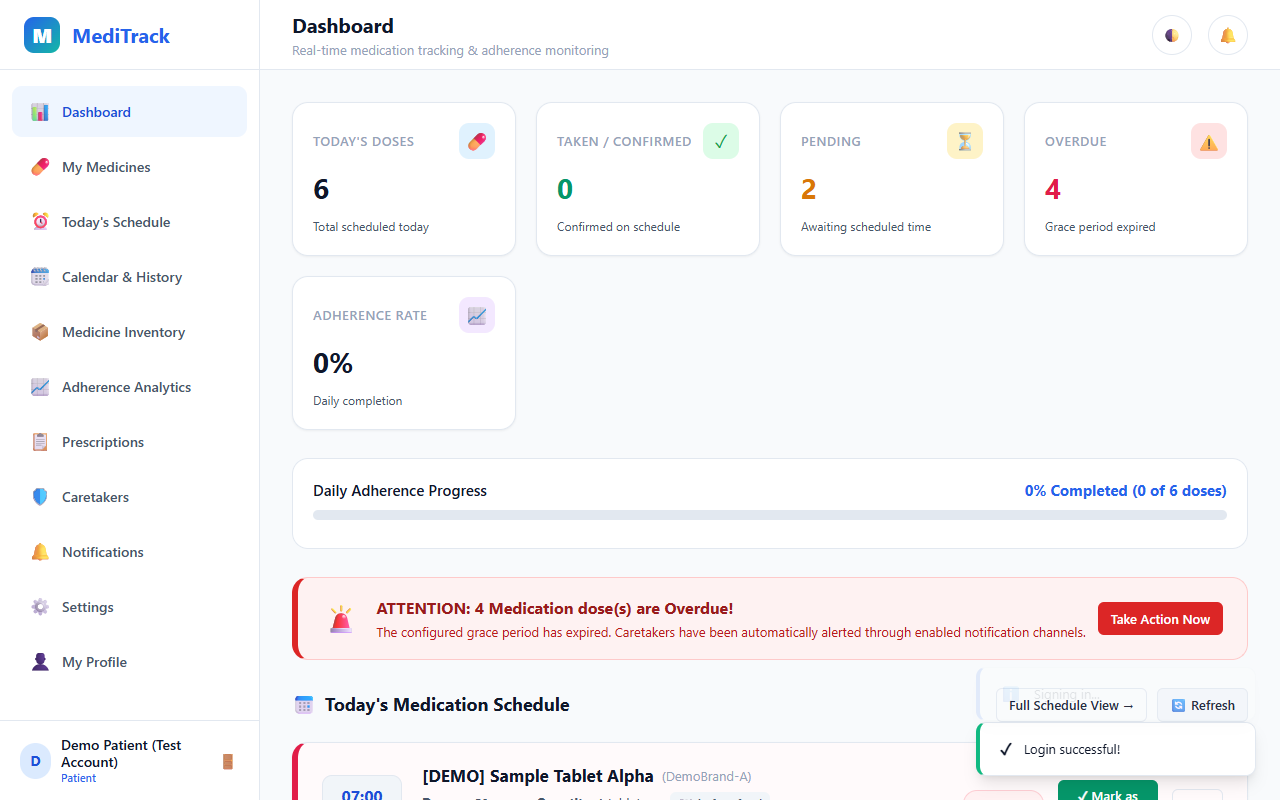 M MediTrack
Dashboard
Real-time medication tracking & adherence monitoring
Dashboard
My Medicines
Today's Schedule
Calendar & History
Medicine Inventory
Adherence Analytics
Prescriptions
Caretakers
Notifications
Settings
My Profile
D
Demo Patient (Test
Account)
Patient
TODAY'S DOSES
6
Total scheduled today
TAKEN / CONFIRMED
0
Confirmed on schedule
PENDING
2
Awaiting scheduled time
OVERDUE
4
Grace period expired
ADHERENCE RATE
0%
Daily completion
Daily Adherence Progress
0% Completed (0 of 6 doses)
ATTENTION: 4 Medication dose(s) are Overdue!
The configured grace period has expired. Caretakers have been automatically alerted through enabled notification channels.
Take Action Now
Today's Medication Schedule
Signing in...
Full Schedule View →
Refresh
✓ Login successful!
07:00
[DEMO] Sample Tablet Alpha (DemoBrand-A)
✓ Mark as